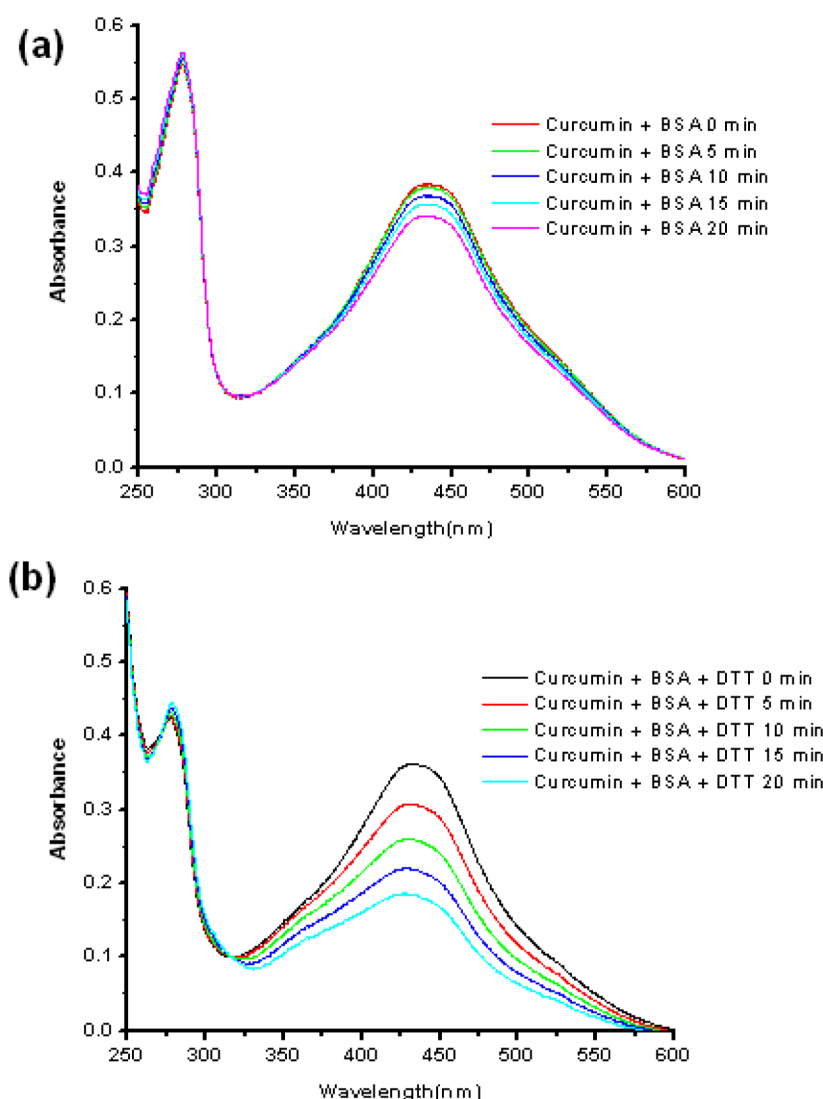 (a)
0.6
0.5
0.4
0.3
0.2
0.1
0.0
Absorbance
Curcumin + BSA 0 min
Curcumin + BSA 5 min
Curcumin + BSA 10 min
Curcumin + BSA 15 min
Curcumin + BSA 20 min
250 300 350 400 450 500 550 600
Wavelength(nm)
(b)
0.6
0.5
0.4
0.3
0.2
0.1
0.0
Absorbance
Curcumin + BSA + DTT 0 min
Curcumin + BSA + DTT 5 min
Curcumin + BSA + DTT 10 min
Curcumin + BSA + DTT 15 min
Curcumin + BSA + DTT 20 min
250 300 350 400 450 500 550 600
Wavelength(nm)